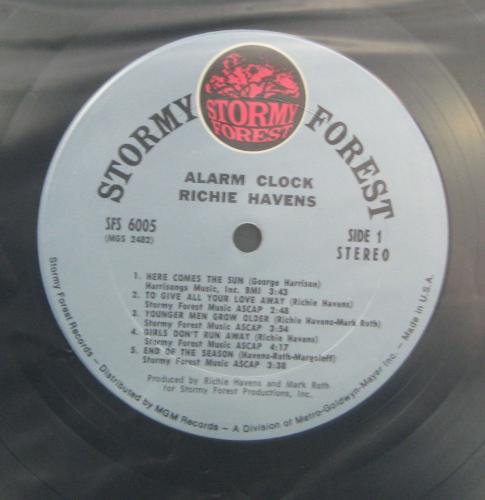 STORMY FOREST
STORMY
FOREST
ALARM CLOCK
RICHIE HAVENS
SFS 6005
(MGS 2482)
SIDE 1
STEREO
1. HERE COMES THE SUN (George Harrison)
Harrisongs Music, Inc. BMI 3:43
2. TO GIVE ALL YOUR LOVE AWAY (Richie Havens)
Stormy Forest Music ASCAP 2:48
3. YOUNGER MEN GROW OLDER (Richie Havens-Mark Roth)
Stormy Forest Music ASCAP 3:54
4. GIRLS DON'T RUN AWAY (Richie Havens)
Stormy Forest Music ASCAP 4:17
5. END OF THE SEASON (Havens-Roth-Margoleff)
Stormy Forest Music ASCAP 3:38
Produced by Richie Havens and Mark Roth
for Stormy Forest Productions, Inc.
Stormy Forest Records – Distributed by MGM Records – A Division of Metro-Goldwyn-Mayer Inc. – Made in U.S.A.